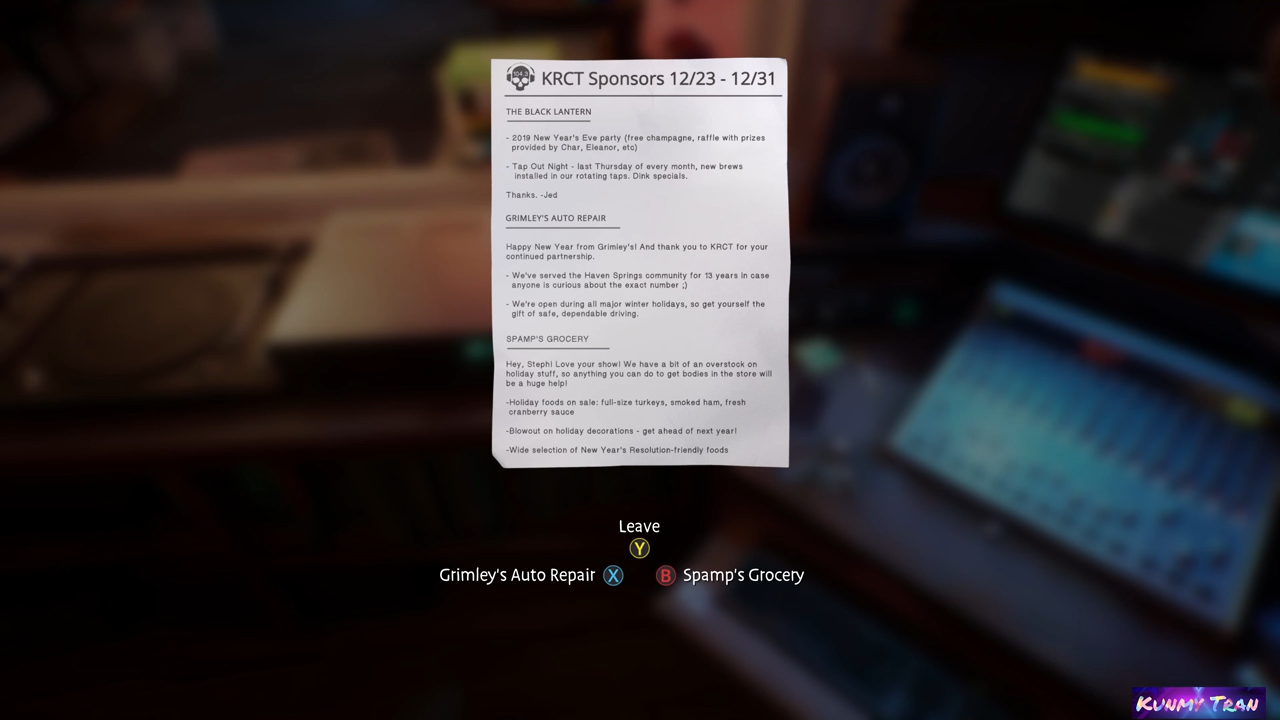 104.3
KRCT Sponsors 12/23 - 12/31
THE BLACK LANTERN
- 2019 New Year's Eve party (free champagne, raffle with prizes
provided by Char, Eleanor, etc)
- Tap Out Night - last Thursday of every month, new brews
installed in our rotating taps. Dink specials.
Thanks. -Jed
GRIMLEY'S AUTO REPAIR
Happy New Year from Grimley's! And thank you to KRCT for your
continued partnership.
- We've served the Haven Springs community for 13 years in case
anyone is curious about the exact number ;)
- We're open during all major winter holidays, so get yourself the
gift of safe, dependable driving.
SPAMP'S GROCERY
Hey, Steph! Love your show! We have a bit of an overstock on
holiday stuff, so anything you can do to get bodies in the store will
be a huge help!
-Holiday foods on sale: full-size turkeys, smoked ham, fresh
cranberry sauce
-Blowout on holiday decorations - get ahead of next year!
-Wide selection of New Year's Resolution-friendly foods
Leave
Y
Grimley's Auto Repair X B Spamp's Grocery
KUNMY TRAN